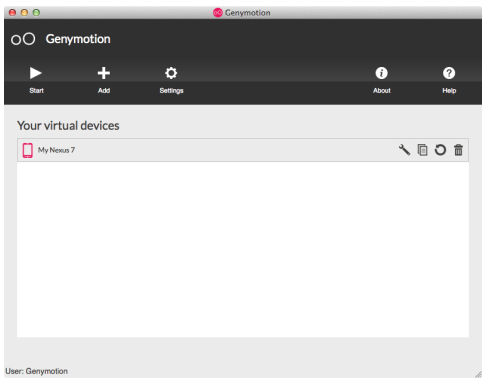 Genymotion
Genymotion
Start Add Settings About Help
Your virtual devices
My Nexus 7
User: Genymotion